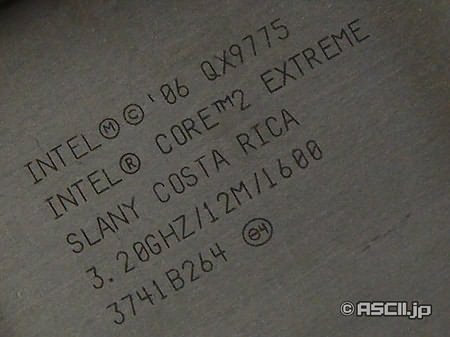 INTEL Ⓜ © '06 QX9775
INTEL® CORE™2 EXTREME
SLANY COSTA RICA
3.20GHZ/12M/1600
3741B264 e4
© ASCII.jp